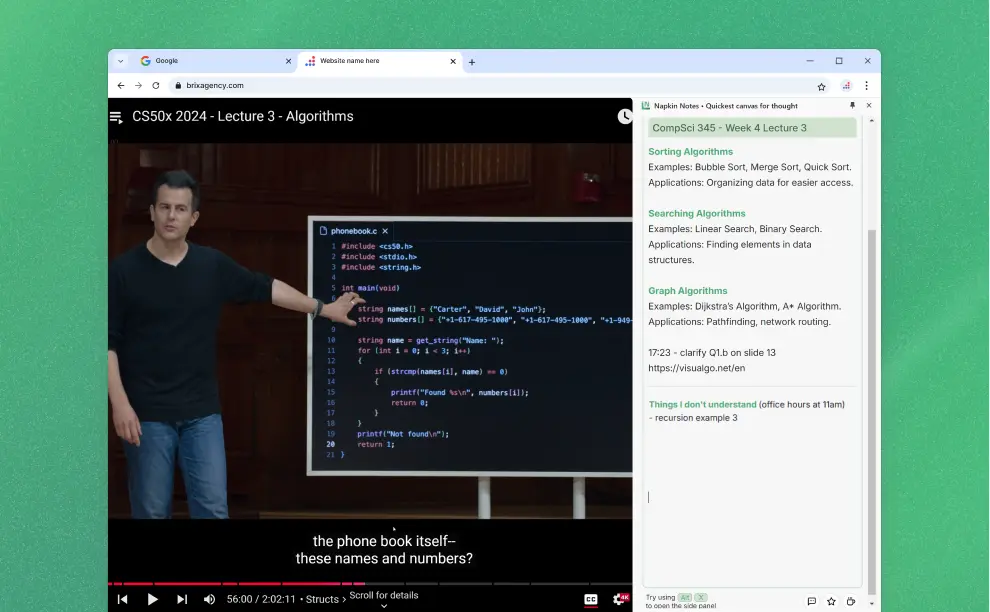 Google
Website name here
brixagency.com
CS50x 2024 - Lecture 3 - Algorithms
phonebook.c
1 #include <cs50.h>
2 #include <stdio.h>
3 #include <string.h>
4
5 int main(void)
6
string names[] = {"Carter", "David", "John"};
string numbers[] = {"+1-617-495-1000", "+1-617-495-1000", "+1-949-
9
10 string name = get_string("Name: ");
11 for (int i = 0; i < 3; i++)
12 {
13 if (strcmp(names[i], name) == 0)
14 {
15 printf("Found %s\n", numbers[i]);
16 return 0;
17 }
18 }
19 printf("Not found\n");
20 return 1;
21 }
the phone book itself--
these names and numbers?
56:00 / 2:02:11 • Structs >
Scroll for details
CC
4K
Napkin Notes • Quickest canvas for thought
CompSci 345 - Week 4 Lecture 3
Sorting Algorithms
Examples: Bubble Sort, Merge Sort, Quick Sort.
Applications: Organizing data for easier access.
Searching Algorithms
Examples: Linear Search, Binary Search.
Applications: Finding elements in data
structures.
Graph Algorithms
Examples: Dijkstra's Algorithm, A* Algorithm.
Applications: Pathfinding, network routing.
17:23 - clarify Q1.b on slide 13
https://visualgo.net/en
Things I don't understand (office hours at 11am)
- recursion example 3
Try using Alt X
to open the side panel